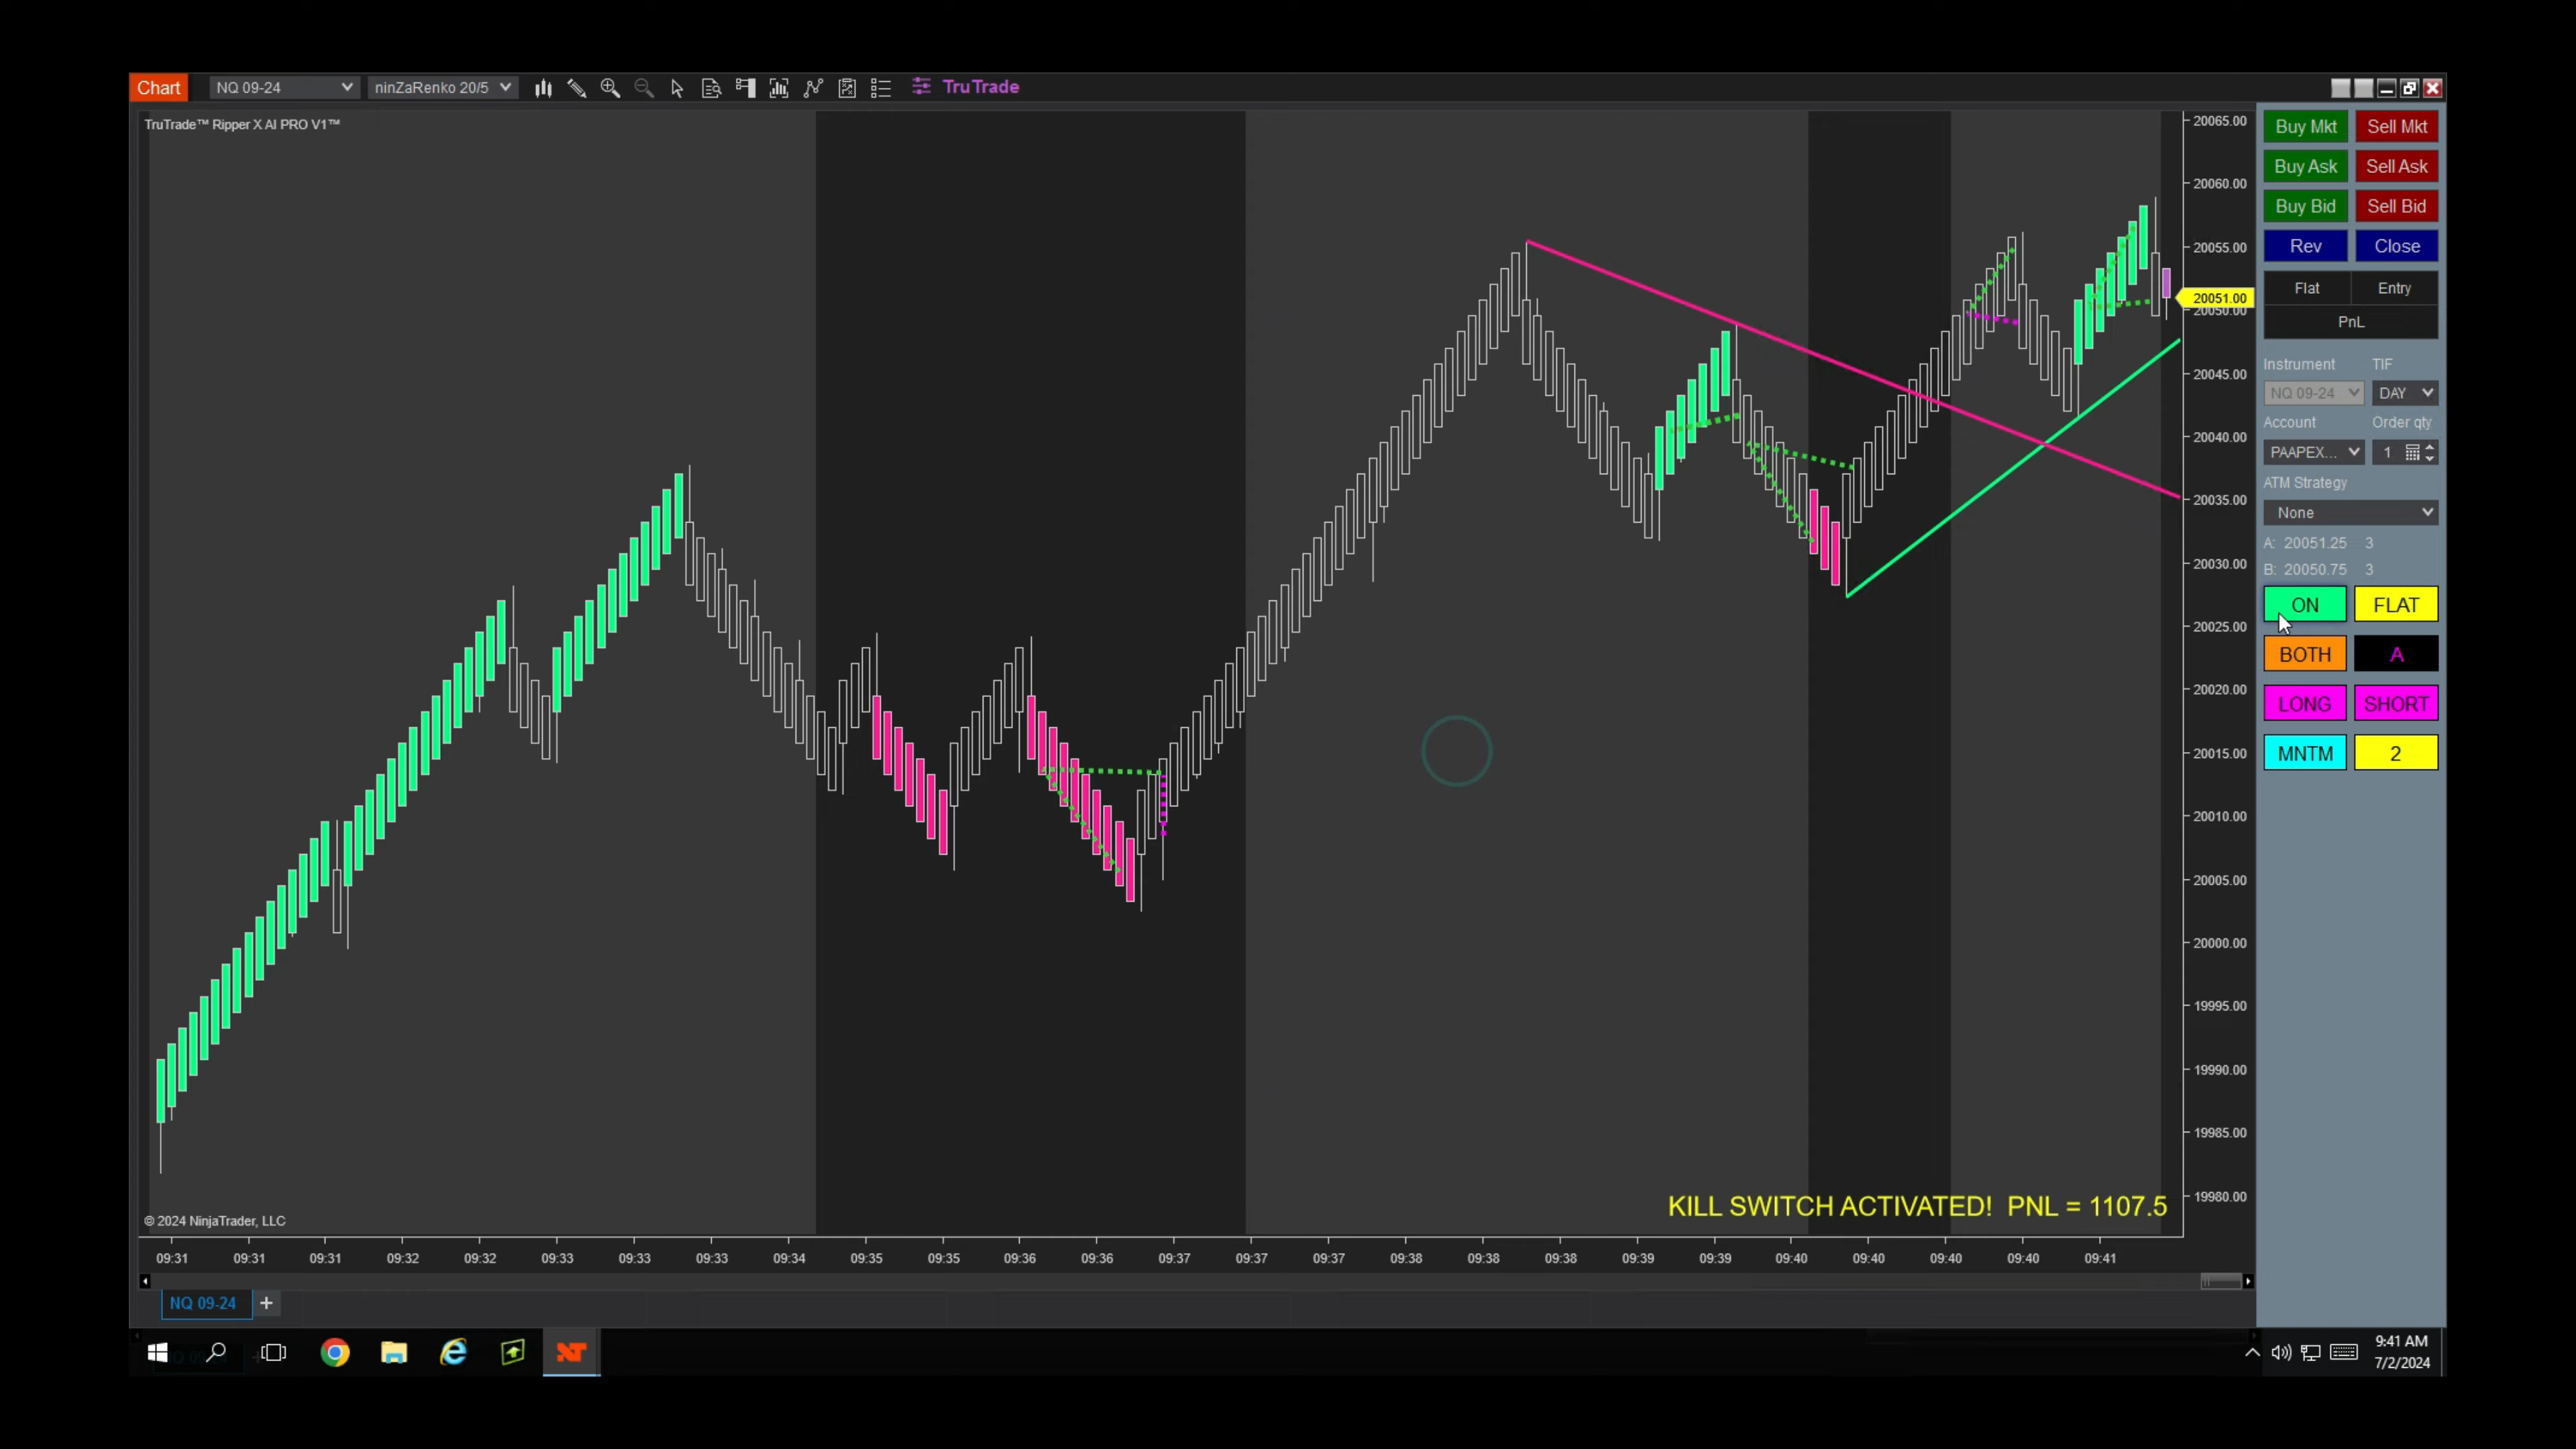 Chart NQ 09-24 ninZaRenko 20/5 TruTrade
TruTrade™ Ripper X AI PRO V1™
20065.00
20060.00
20055.00
20051.00
20050.00
20045.00
20040.00
20035.00
20030.00
20025.00
20020.00
20015.00
20010.00
20005.00
20000.00
19995.00
19990.00
19985.00
19980.00
Buy Mkt Sell Mkt
Buy Ask Sell Ask
Buy Bid Sell Bid
Rev Close
Flat Entry
PnL
Instrument TIF
NQ 09-24 DAY
Account Order qty
PAAPEX... 1
ATM Strategy
None
A: 20051.25 3
B: 20050.75 3
ON FLAT
BOTH A
LONG SHORT
MNTM 2
KILL SWITCH ACTIVATED! PNL = 1107.5
© 2024 NinjaTrader, LLC
09:31 09:31 09:31 09:32 09:32 09:33 09:33 09:33 09:34 09:35 09:35 09:36 09:36 09:37 09:37 09:37 09:38 09:38 09:38 09:39 09:39 09:40 09:40 09:40 09:40 09:41
NQ 09-24 +
9:41 AM
7/2/2024